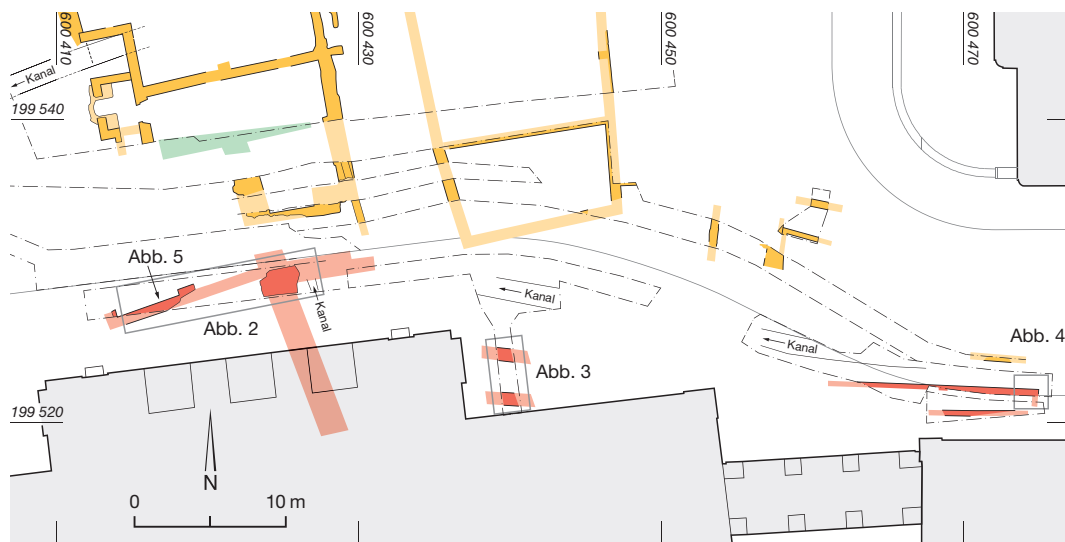 600 410
600 430
600 450
600 470
Kanal
199 540
Abb. 5
Abb. 2
Kanal
Kanal
Abb. 3
Kanal
Abb. 4
199 520
N
0
10 m